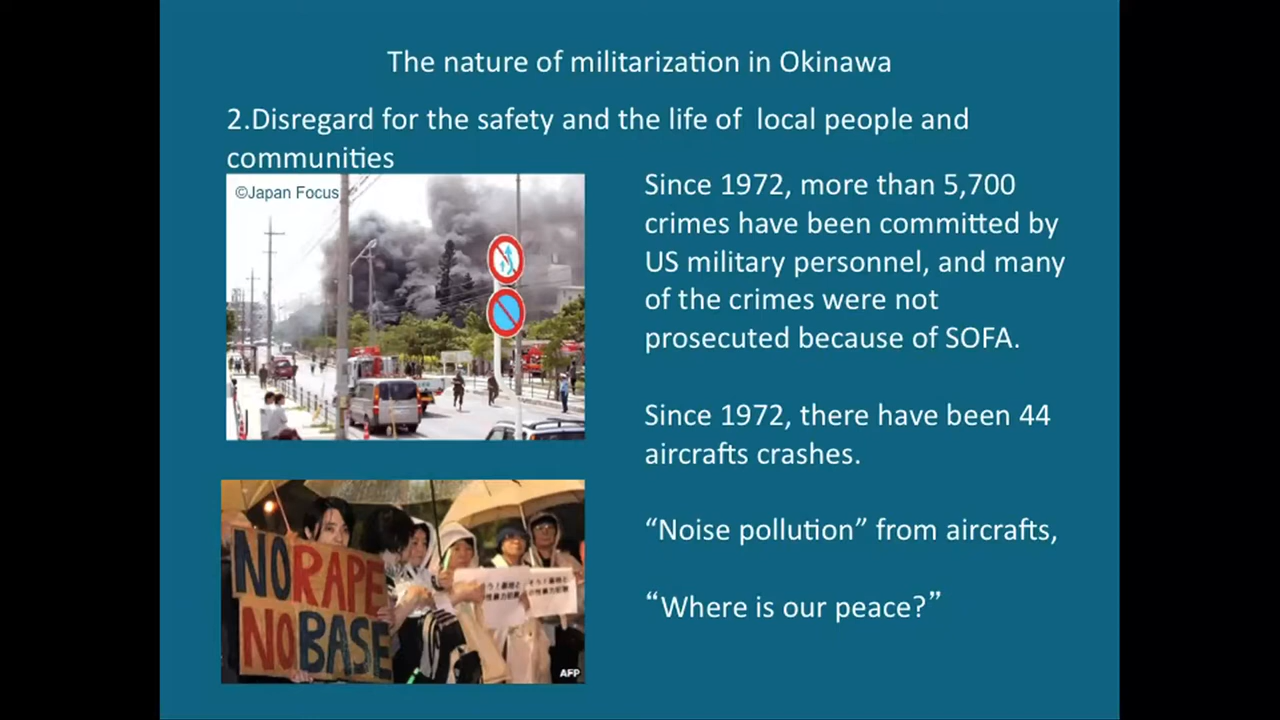 The nature of militarization in Okinawa
2.Disregard for the safety and the life of local people and
communities
©Japan Focus
Since 1972, more than 5,700
crimes have been committed by
US military personnel, and many
of the crimes were not
prosecuted because of SOFA.
Since 1972, there have been 44
aircrafts crashes.
“Noise pollution” from aircrafts,
“Where is our peace?”
NO RAPE
NO BASE
AFP